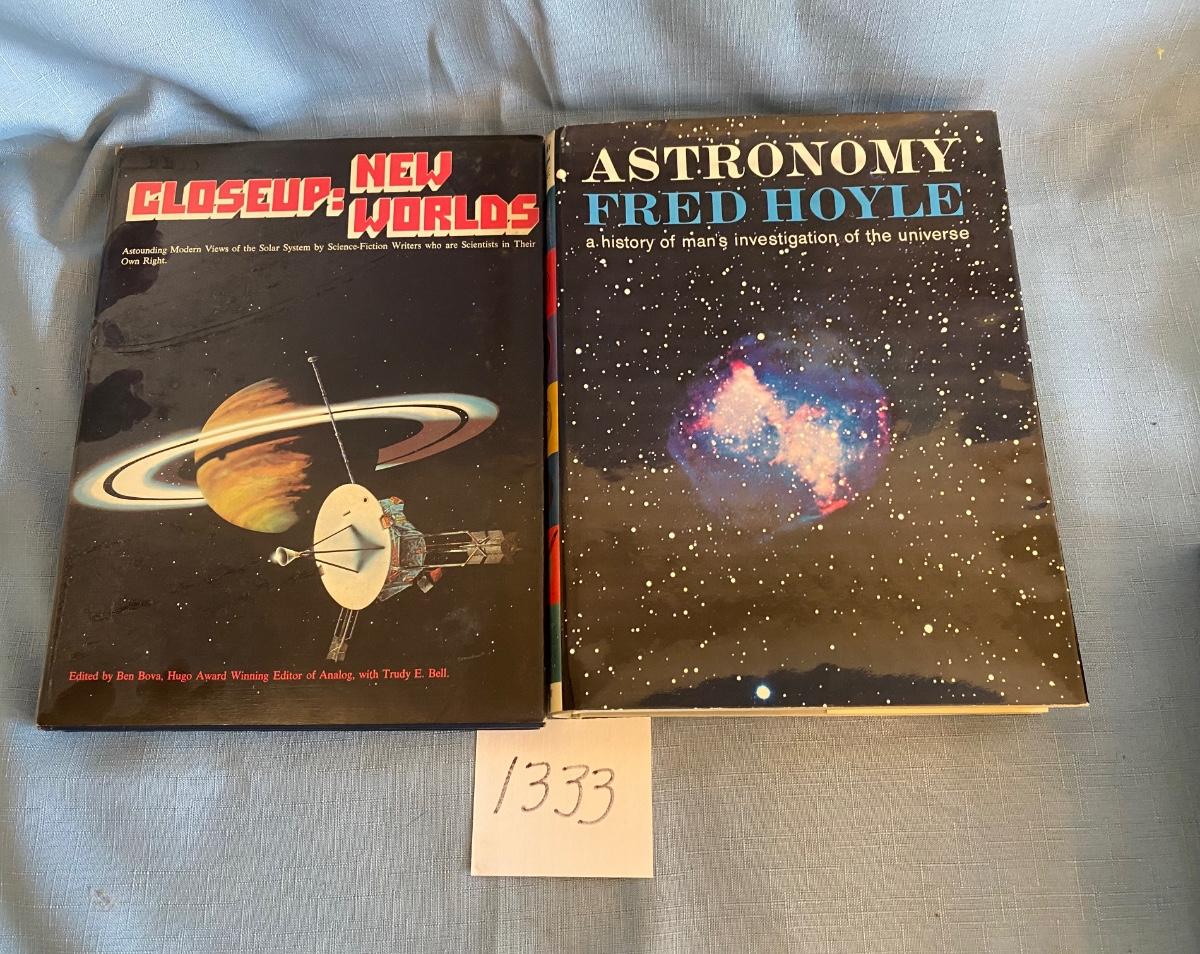 CLOSEUP: NEW
WORLDS
Astounding Modern Views of the Solar System by Science-Fiction Writers who are Scientists in Their
Own Right.
Edited by Ben Bova, Hugo Award Winning Editor of Analog, with Trudy E. Bell.
ASTRONOMY
FRED HOYLE
a history of man's investigation of the universe
1333